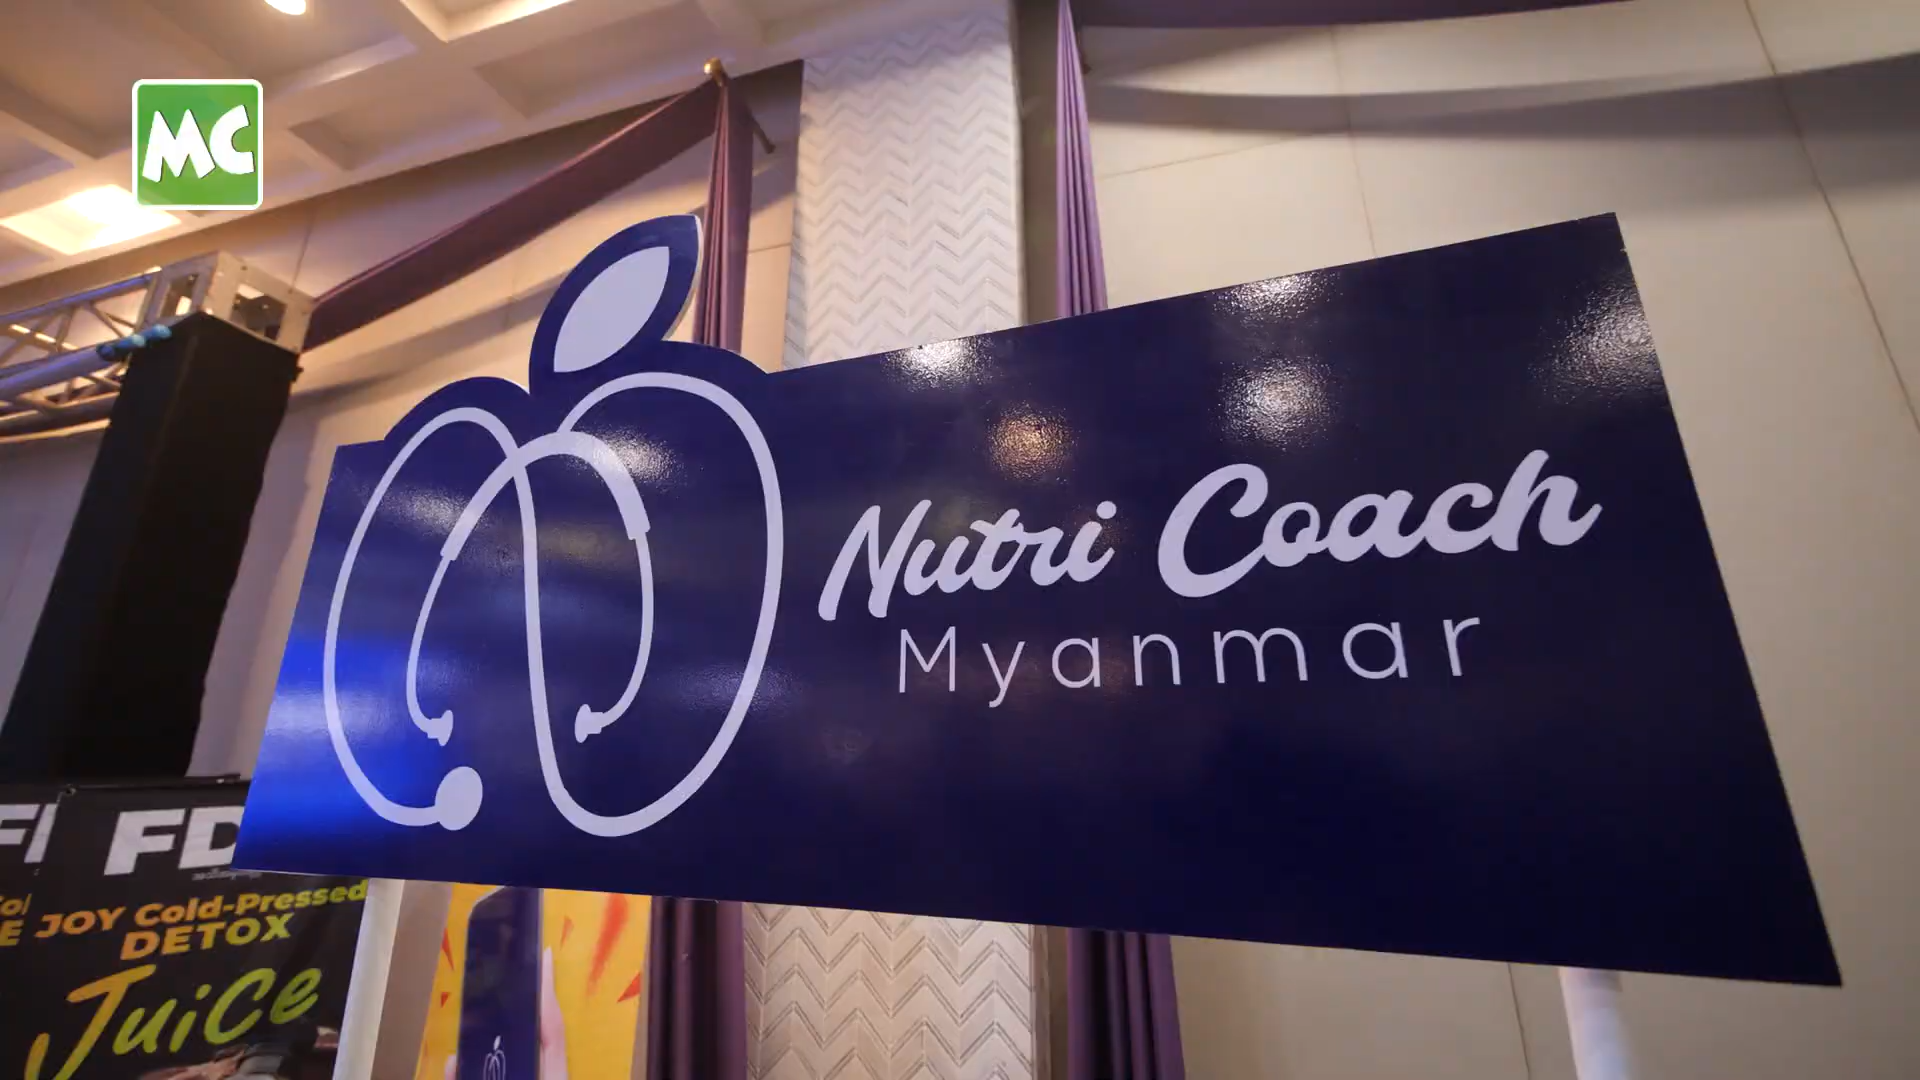 MC
Nutri Coach
Myanmar
FD
JOY Cold-Pressed
DETOX
Juice